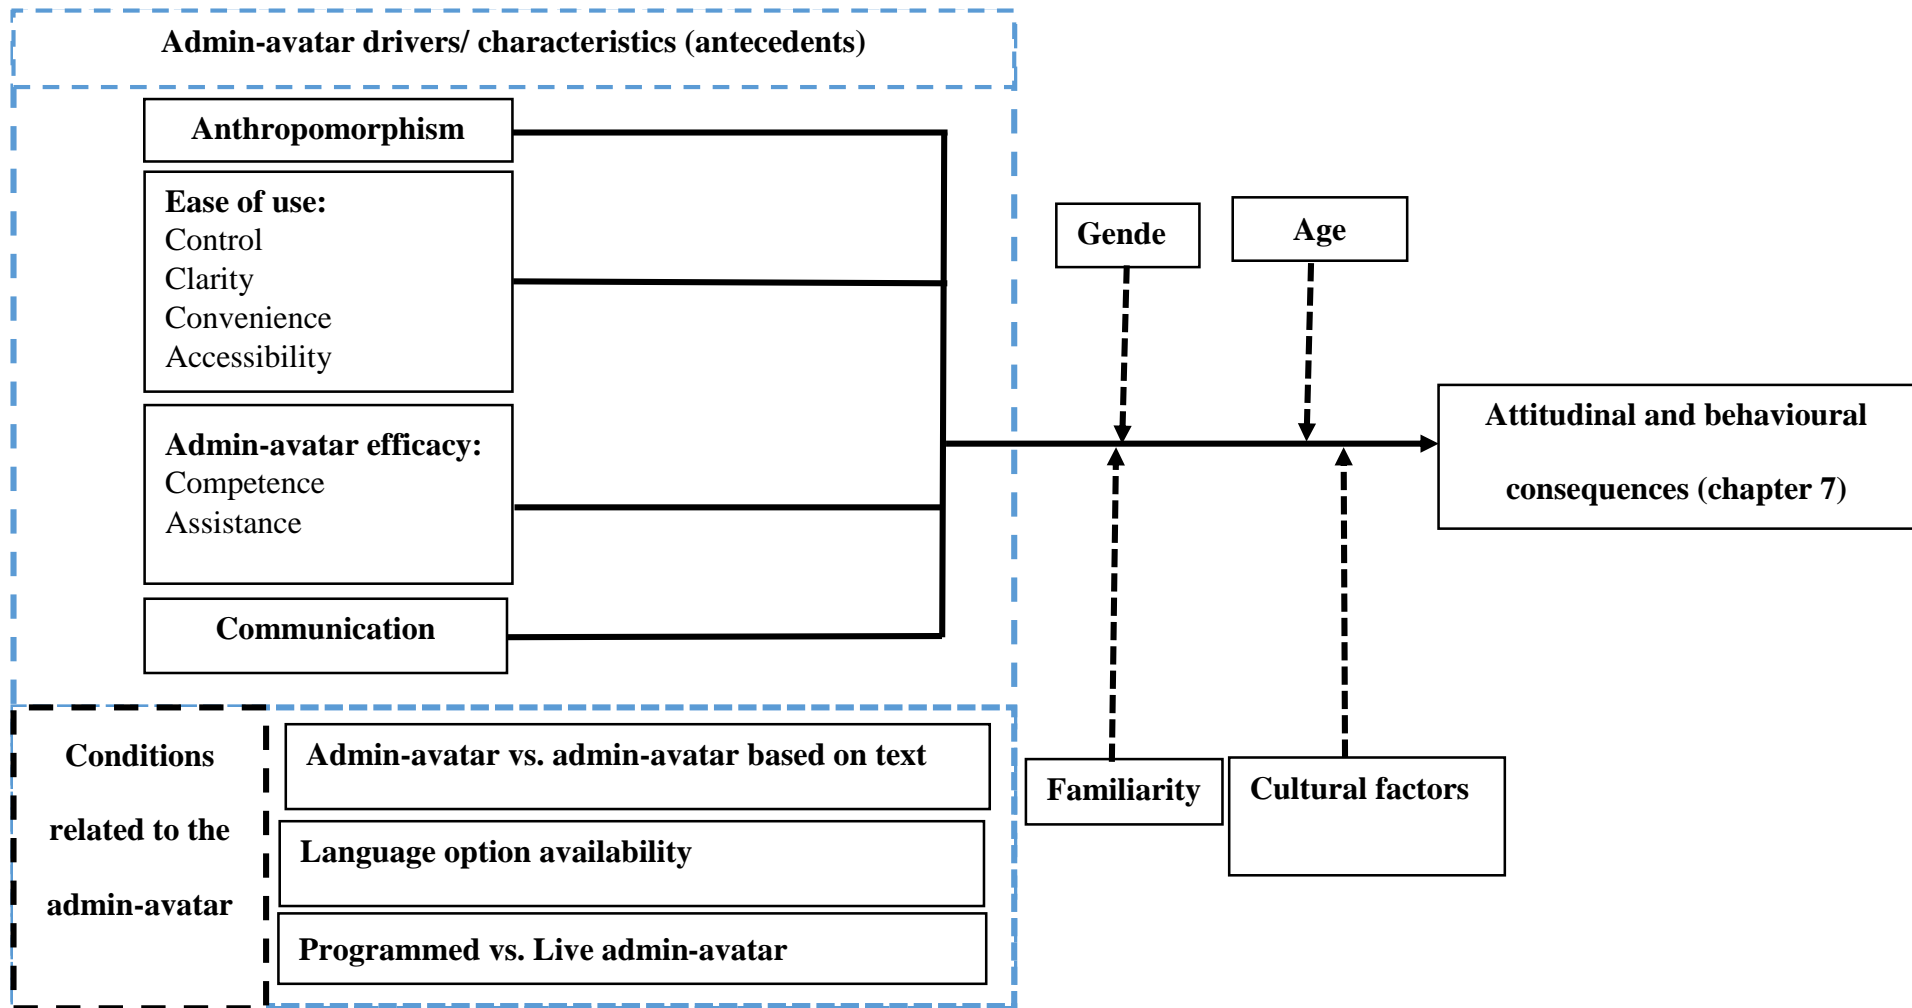 Admin-avatar drivers/ characteristics (antecedents)
Anthropomorphism
Ease of use:
Control
Clarity
Convenience
Accessibility
Admin-avatar efficacy:
Competence
Assistance
Communication
Conditions
related to the
admin-avatar
Admin-avatar vs. admin-avatar based on text
Language option availability
Programmed vs. Live admin-avatar
Gende
Age
Familiarity
Cultural factors
Attitudinal and behavioural
consequences (chapter 7)